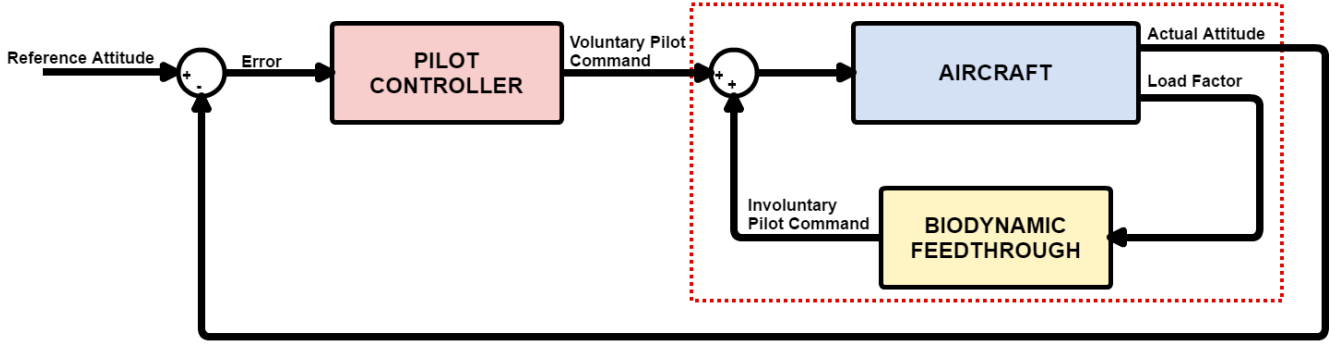 Reference Attitude
+
-
Error
PILOT
CONTROLLER
Voluntary Pilot
Command
+
+
AIRCRAFT
Actual Attitude
Load Factor
Involuntary
Pilot Command
BIODYNAMIC
FEEDTHROUGH